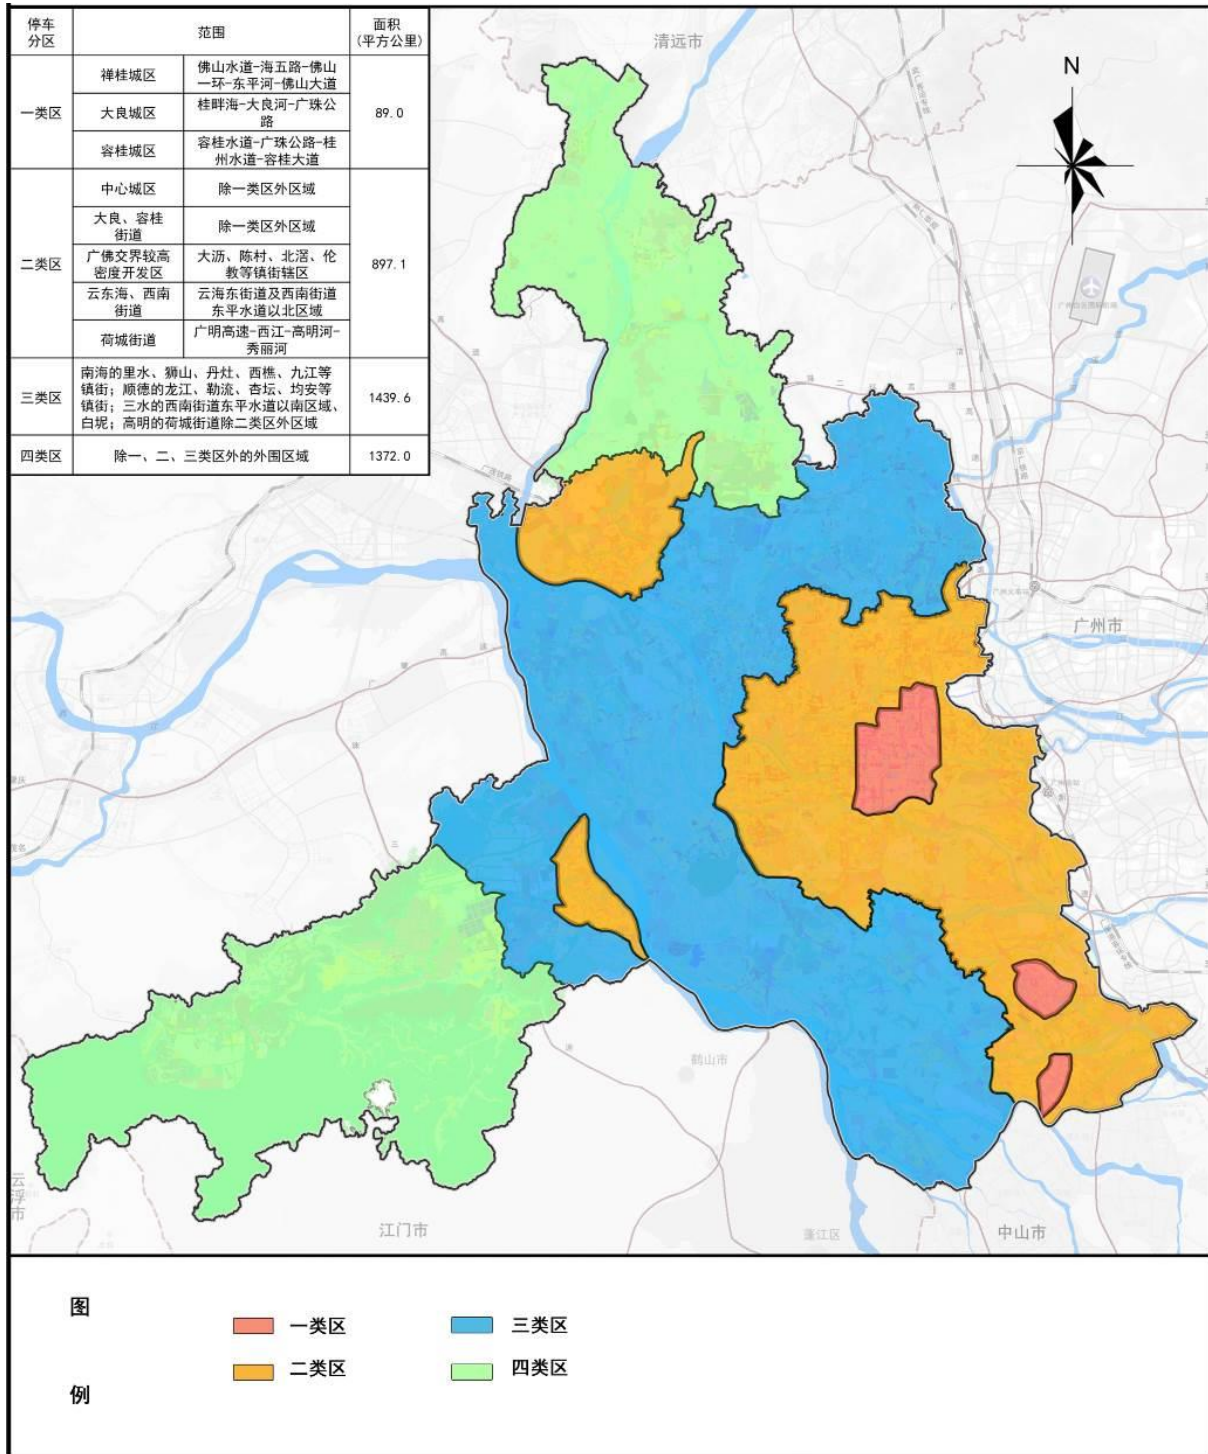 停车
分区
范围
面积
(平方公里)
一类区
禅桂城区
佛山水道-海五路-佛山
一环-东平河-佛山大道
大良城区
桂畔海-大良河-广珠公
路
容桂城区
容桂水道-广珠公路-桂
州水道-容桂大道
89.0
二类区
中心城区
除一类区外区域
大良、容桂
街道
除一类区外区域
广佛交界较高
密度开发区
大沥、陈村、北滘、伦
教等镇街辖区
云东海、西南
街道
云海东街道及西南街道
东平水道以北区域
荷城街道
广明高速-西江-高明河-
秀丽河
897.1
三类区
南海的里水、狮山、丹灶、西樵、九江等
镇街；顺德的龙江、勒流、杏坛、均安等
镇街；三水的西南街道东平水道以南区域、
白坭；高明的荷城街道除二类区外区域
1439.6
四类区
除一、二、三类区外的外围区域
1372.0
清远市
N
广州市
鹤山市
云浮市
江门市
蓬江区
中山市
图
例
一类区
三类区
二类区
四类区